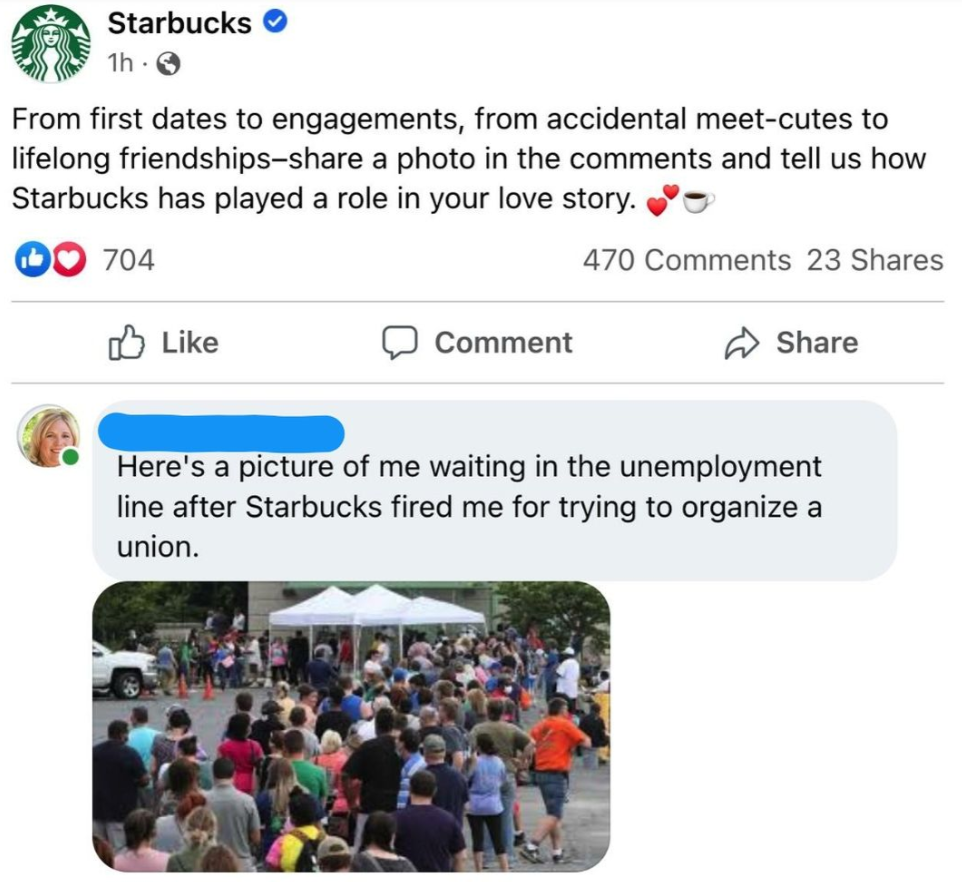 Starbucks
1h ·
From first dates to engagements, from accidental meet-cutes to
lifelong friendships–share a photo in the comments and tell us how
Starbucks has played a role in your love story. 💕☕
704
470 Comments 23 Shares
Like
Comment
Share
Here's a picture of me waiting in the unemployment
line after Starbucks fired me for trying to organize a
union.